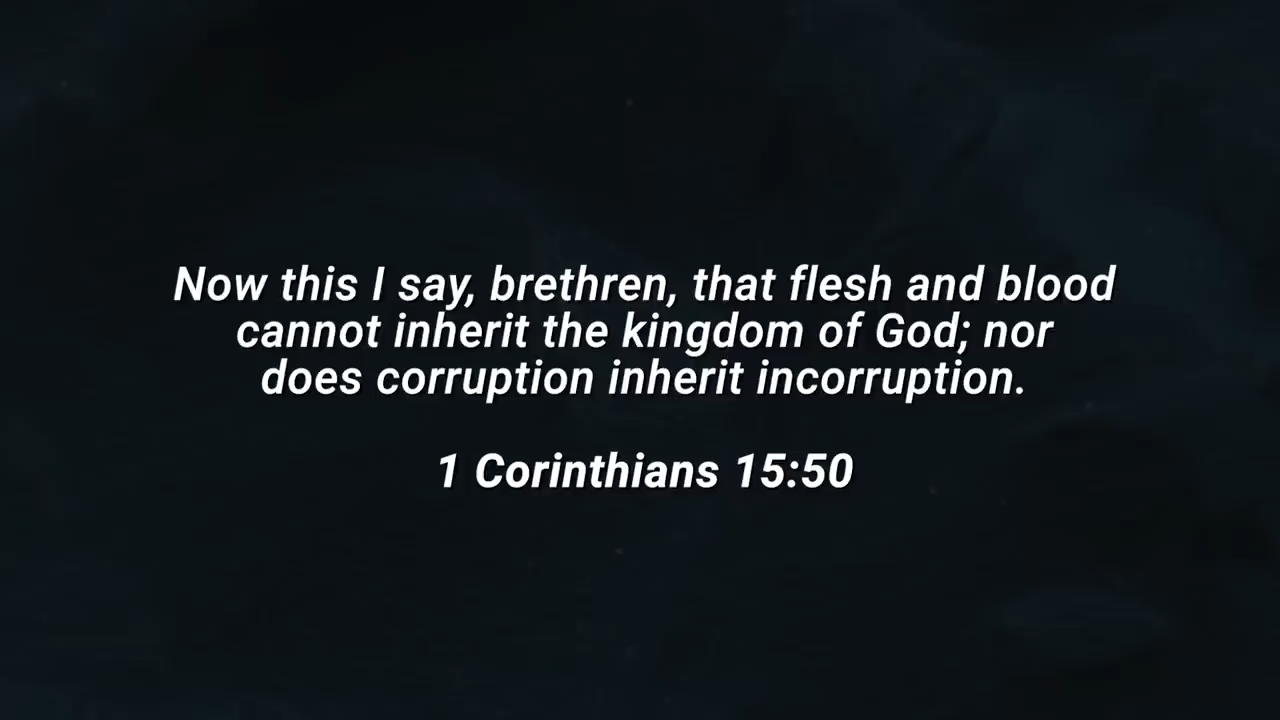 Now this I say, brethren, that flesh and blood
cannot inherit the kingdom of God; nor
does corruption inherit incorruption.
1 Corinthians 15:50